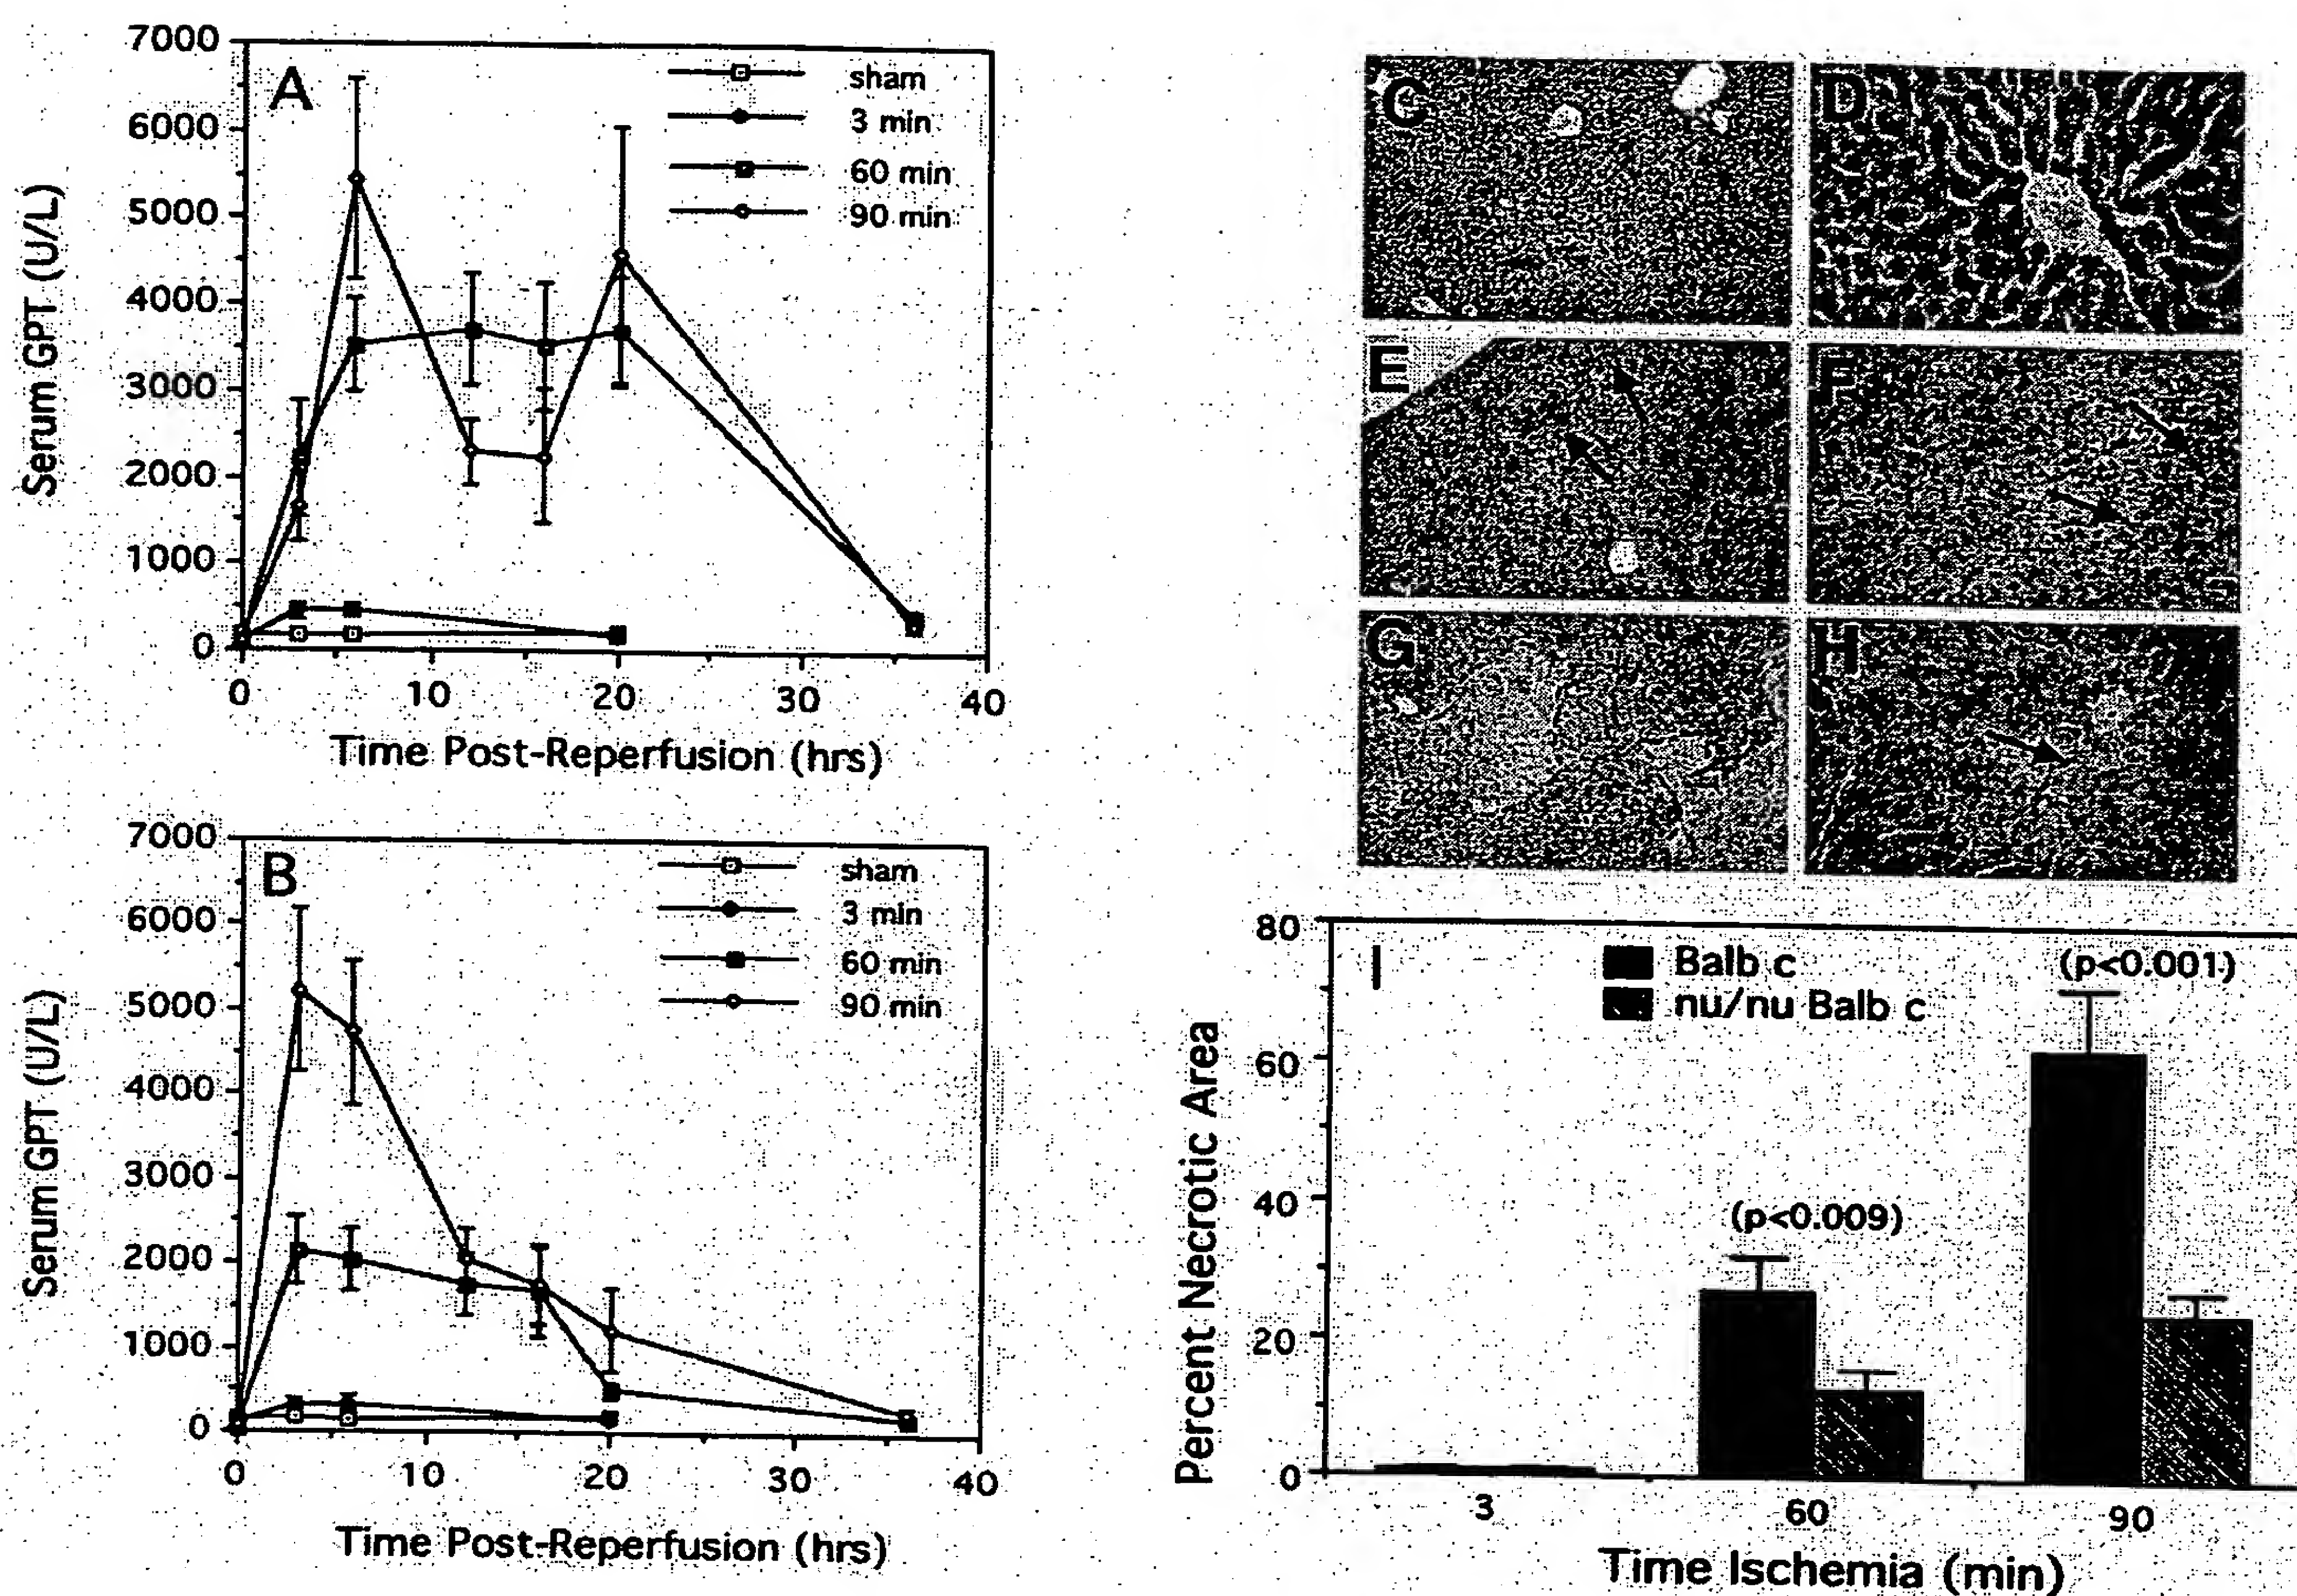 A
7000
6000
5000
4000
3000
2000
1000
0
Serum GPT (U/L)
sham
3 min
60 min
90 min
0 10 20 30 40
Time Post-Reperfusion (hrs)
B
7000
6000
5000
4000
3000
2000
1000
0
Serum GPT (U/L)
sham
3 min
60 min
90 min
0 10 20 30 40
Time Post-Reperfusion (hrs)
C D
E F
G H
I
80
60
40
20
0
Percent Necrotic Area
Balb c
nu/nu Balb c
(p<0.009)
(p<0.001)
3 60 90
Time Ischemia (min)